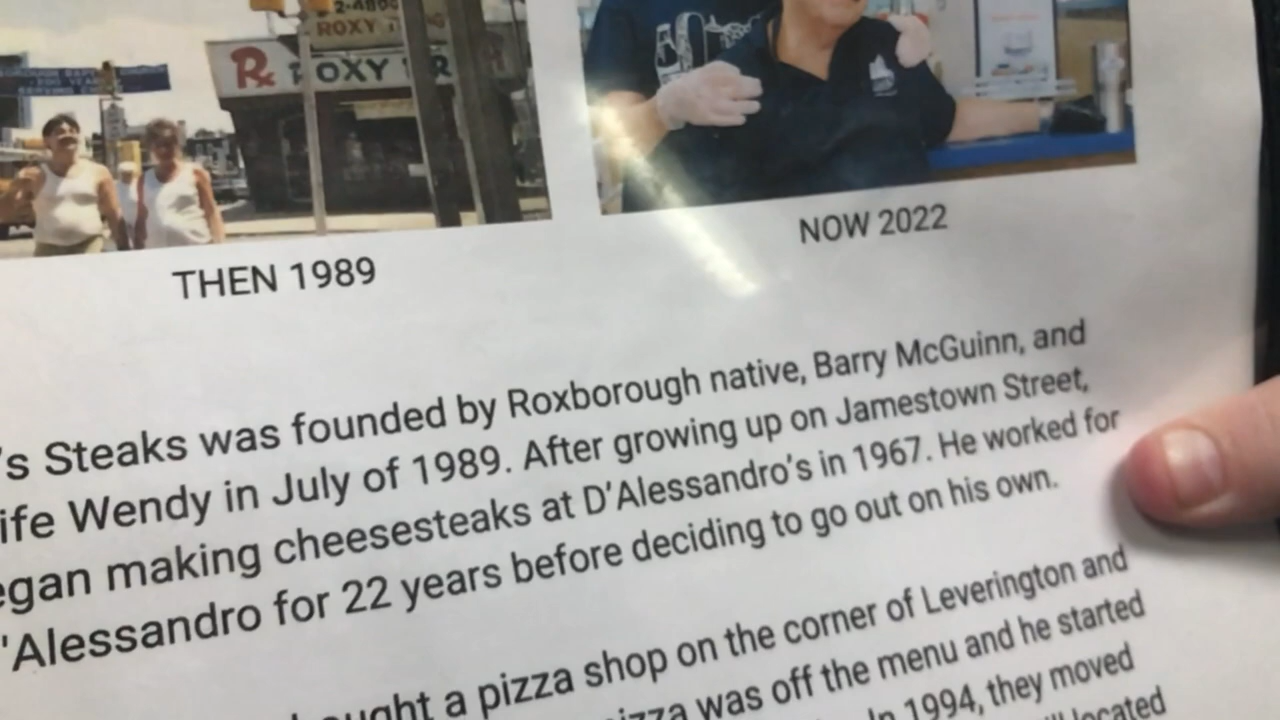 ROXY
Rx
THEN 1989
NOW 2022
's Steaks was founded by Roxborough native, Barry McGuinn, and
ife Wendy in July of 1989. After growing up on Jamestown Street,
egan making cheesesteaks at D'Alessandro's in 1967. He worked for
'Alessandro for 22 years before deciding to go out on his own.
ought a pizza shop on the corner of Leverington and
izza was off the menu and he started
In 1994, they moved
located